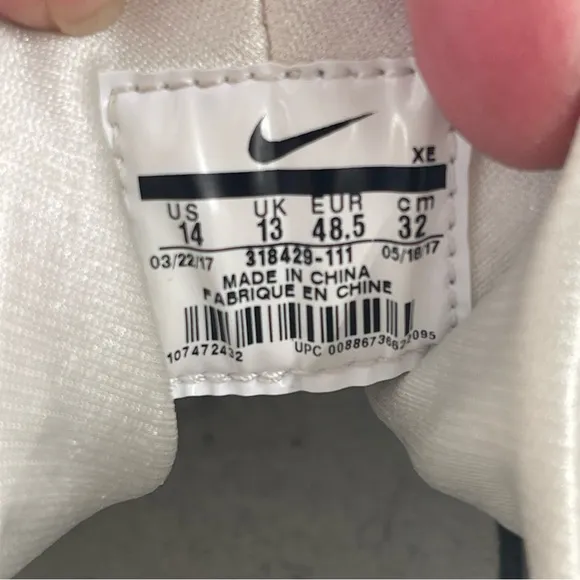 XE
US UK EUR cm
14 13 48.5 32
03/22/17 318429-111 05/18/17
MADE IN CHINA
FABRIQUE EN CHINE
107472432 UPC